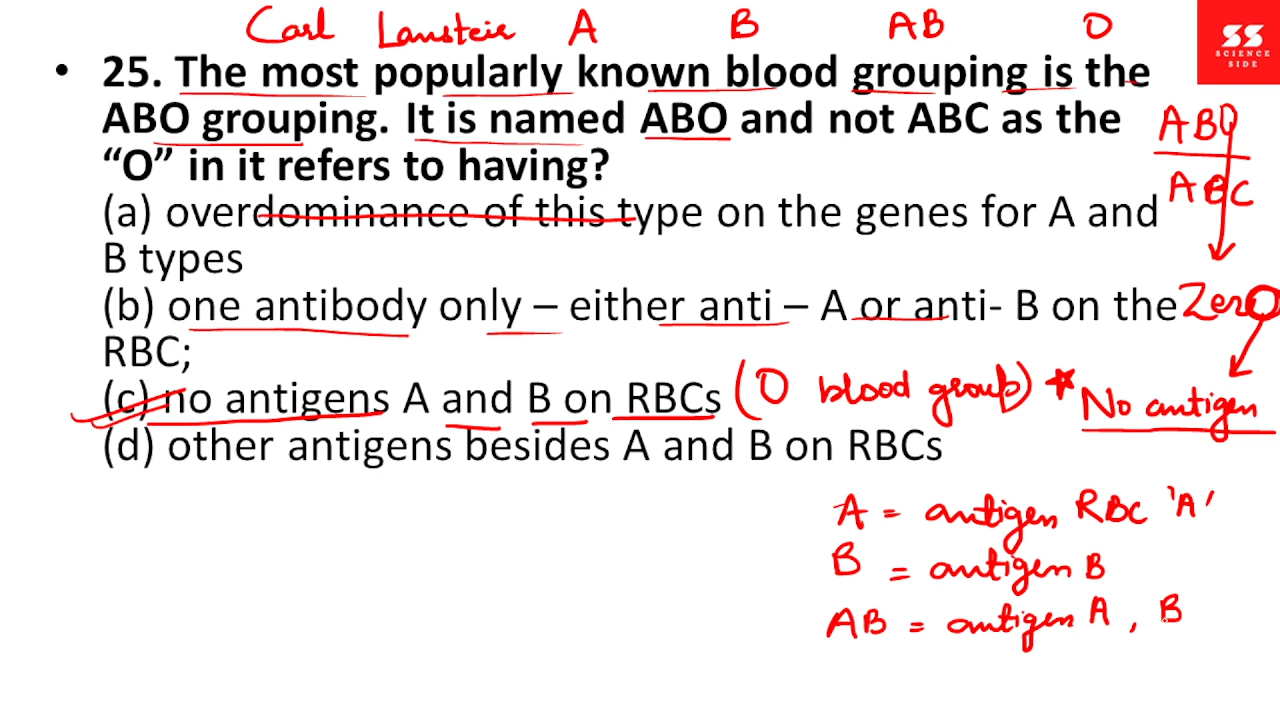 Carl Lansteir A B AB O
SS
SCIENCE
SIDE
• 25. The most popularly known blood grouping is the
ABO grouping. It is named ABO and not ABC as the
“O” in it refers to having?
ABO
ABC
(a) overdominance of this type on the genes for A and
B types
(b) one antibody only – either anti – A or anti- B on the
RBC;
Zero
(c) no antigens A and B on RBCs (O blood group) *
No antigen
(d) other antigens besides A and B on RBCs
A = antigen RBC 'A'
B = antigen B
AB = antigen A, B